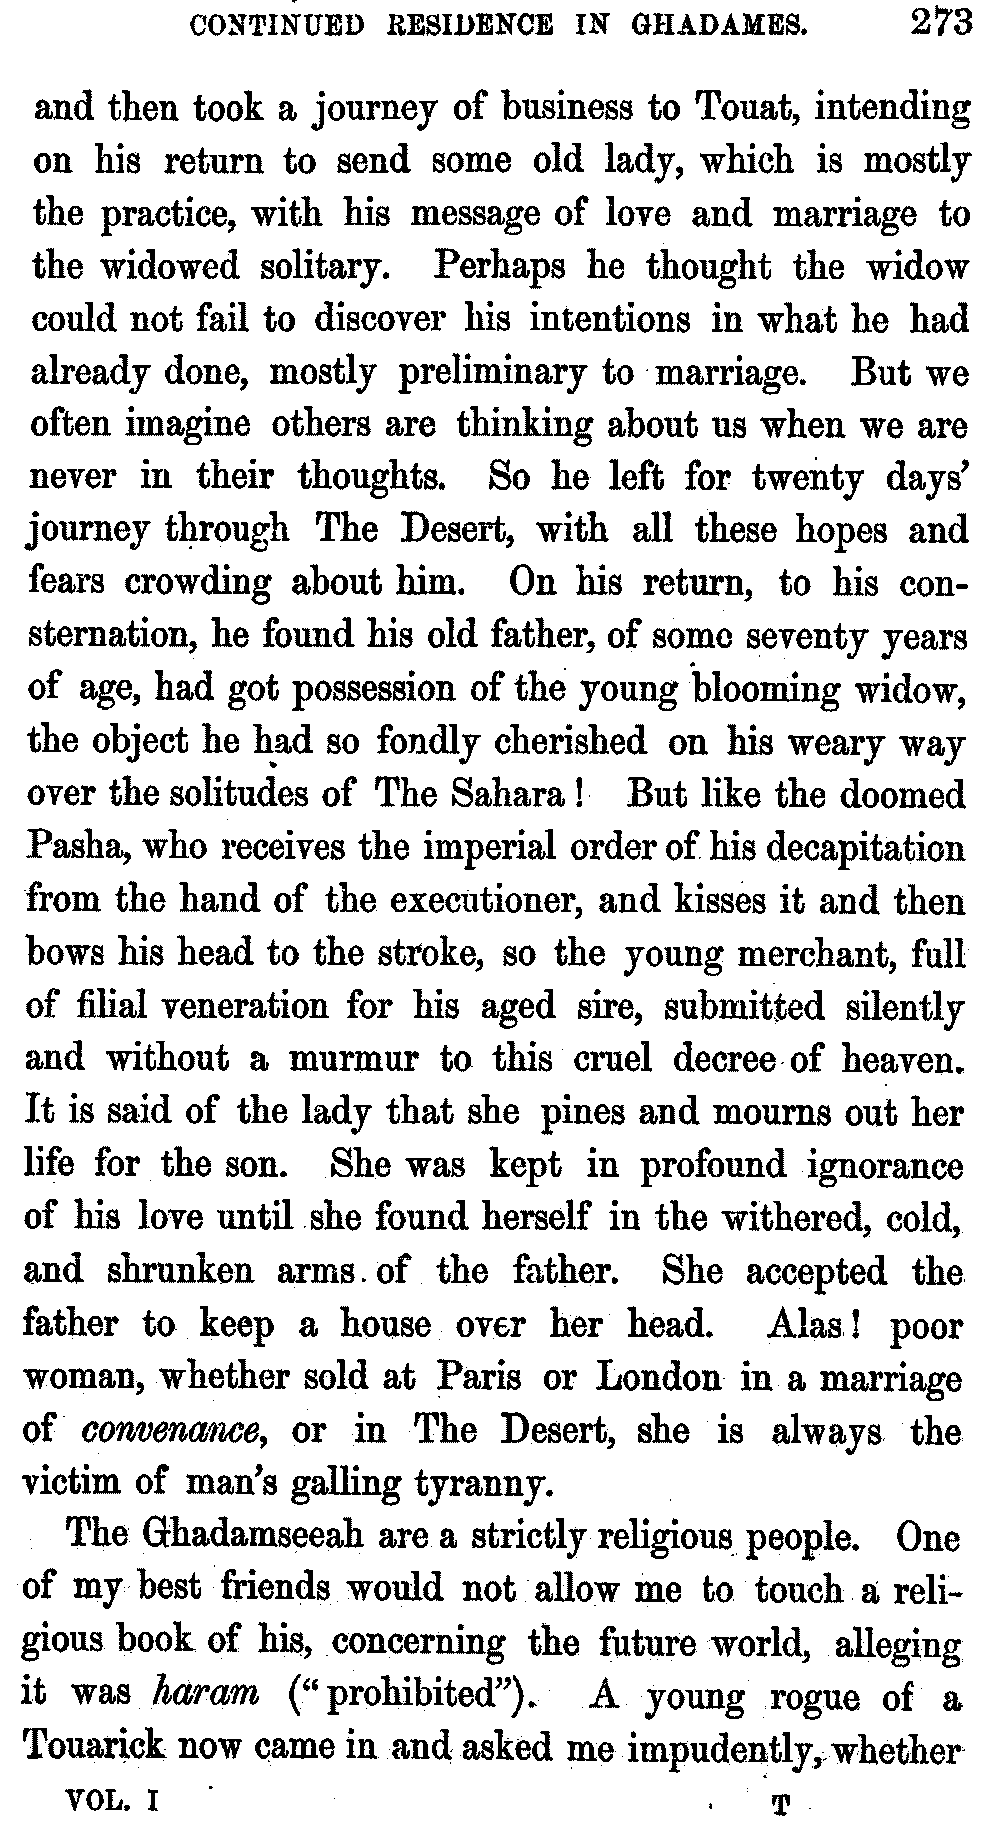 CONTINUED RESIDENCE IN GHADAMES. 273
and then took a journey of business to Touat, intending
on his return to send some old lady, which is mostly
the practice, with his message of love and marriage to
the widowed solitary. Perhaps he thought the widow
could not fail to discover his intentions in what he had
already done, mostly preliminary to marriage. But we
often imagine others are thinking about us when we are
never in their thoughts. So he left for twenty days'
journey through The Desert, with all these hopes and
fears crowding about him. On his return, to his con-
sternation, he found his old father, of some seventy years
of age, had got possession of the young blooming widow,
the object he had so fondly cherished on his weary way
over the solitudes of The Sahara! But like the doomed
Pasha, who receives the imperial order of his decapitation
from the hand of the executioner, and kisses it and then
bows his head to the stroke, so the young merchant, full
of filial veneration for his aged sire, submitted silently
and without a murmur to this cruel decree of heaven.
It is said of the lady that she pines and mourns out her
life for the son. She was kept in profound ignorance
of his love until she found herself in the withered, cold,
and shrunken arms of the father. She accepted the
father to keep a house over her head. Alas! poor
woman, whether sold at Paris or London in a marriage
of convenance, or in The Desert, she is always the
victim of man's galling tyranny.
The Ghadamseeah are a strictly religious people. One
of my best friends would not allow me to touch a reli-
gious book of his, concerning the future world, alleging
it was haram ("prohibited"). A young rogue of a
Touarick now came in and asked me impudently, whether
VOL. I T